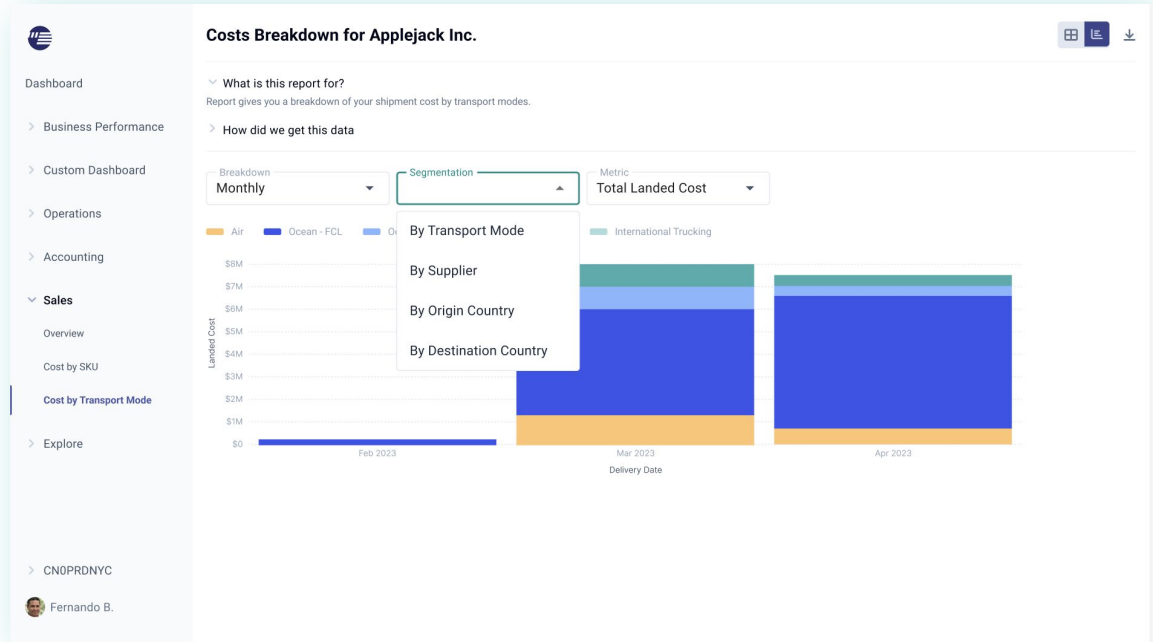 Costs Breakdown for Applejack Inc.
Dashboard
Business Performance
Custom Dashboard
Operations
Accounting
Sales
Overview
Cost by SKU
Cost by Transport Mode
Explore
CN0PRDNYC
Fernando B.
What is this report for?
Report gives you a breakdown of your shipment cost by transport modes.
How did we get this data
Breakdown
Monthly
Segmentation
Metric
Total Landed Cost
By Transport Mode
By Supplier
By Origin Country
By Destination Country
Air
Ocean - FCL
International Trucking
Landed Cost
$8M
$7M
$6M
$5M
$4M
$3M
$2M
$1M
$0
Feb 2023
Mar 2023
Apr 2023
Delivery Date